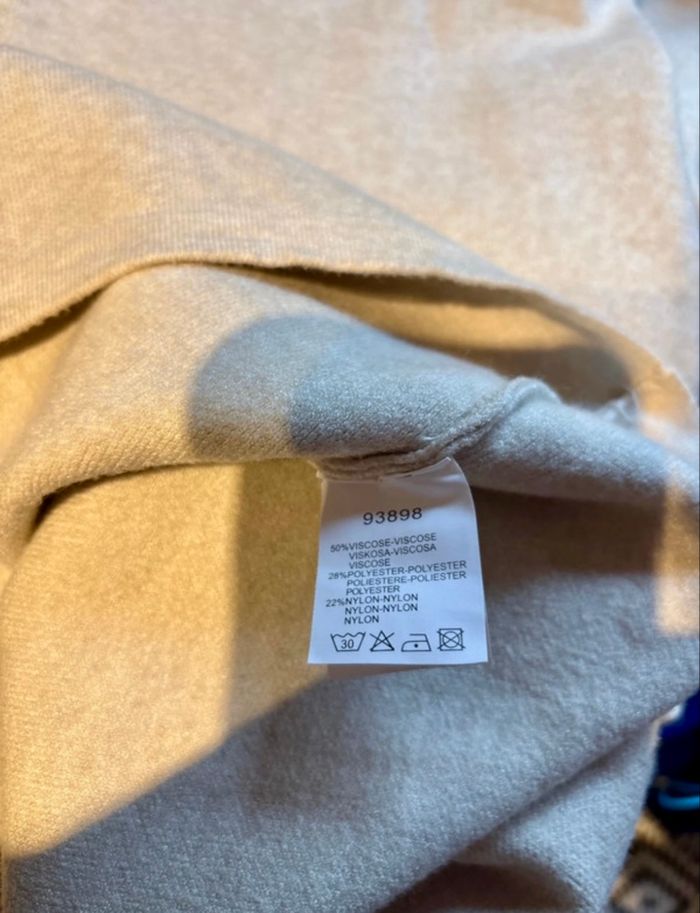 93898
50%VISCOSE-VISCOSE
VISKOSA-VISCOSA
VISCOSE
28%POLYESTER-POLYESTER
POLIESTERE-POLIESTER
POLYESTER
22%NYLON-NYLON
NYLON-NYLON
NYLON
30